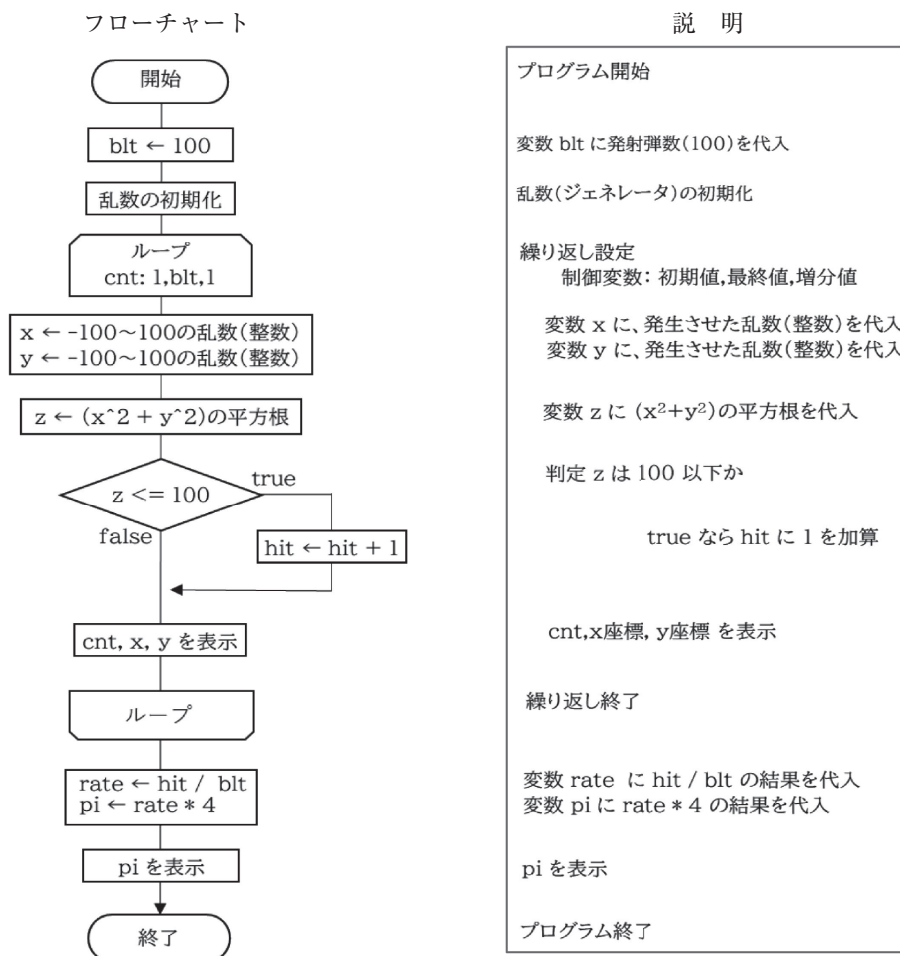 フローチャート
開始
blt ← 100
乱数の初期化
ループ
cnt: 1,blt,1
x ← -100～100の乱数(整数)
y ← -100～100の乱数(整数)
z ← (x^2 + y^2)の平方根
z <= 100
true
false
hit ← hit + 1
cnt, x, y を表示
ループ
rate ← hit / blt
pi ← rate * 4
pi を表示
終了
説　明
プログラム開始
変数 blt に発射弾数(100)を代入
乱数(ジェネレータ)の初期化
繰り返し設定
制御変数: 初期値,最終値,増分値
変数 x に、発生させた乱数(整数)を代入
変数 y に、発生させた乱数(整数)を代入
変数 z に (x²+y²)の平方根を代入
判定 z は 100 以下か
true なら hit に 1 を加算
cnt,x座標, y座標 を表示
繰り返し終了
変数 rate に hit / blt の結果を代入
変数 pi に rate * 4 の結果を代入
pi を表示
プログラム終了